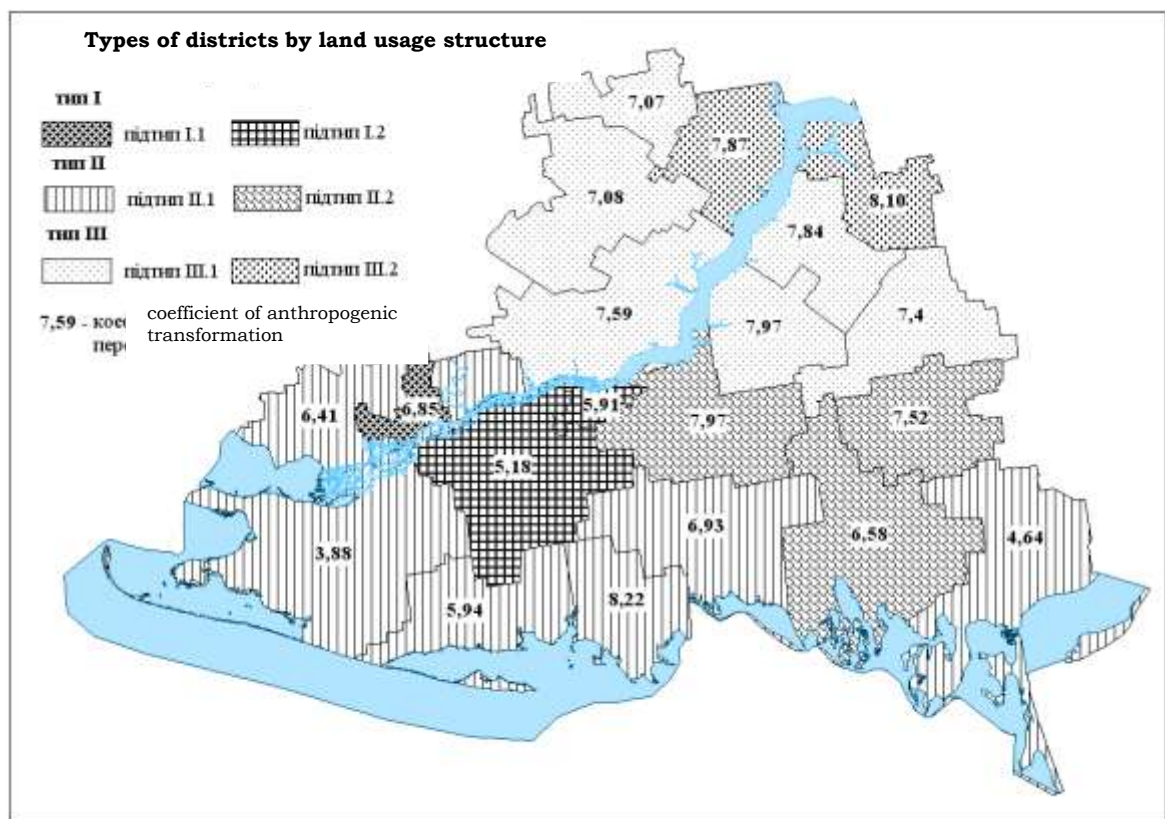 Types of districts by land usage structure
тип I
підтип I.1
підтип I.2
тип II
підтип II.1
підтип II.2
тип III
підтип III.1
підтип III.2
7,59 -
coefficient of anthropogenic
transformation
7,07
7,87
7,08
8,10
7,84
7,59
7,97
7,4
6,41
6,85
5,91
7,97
7,52
5,18
6,93
6,58
4,64
3,88
5,94
8,22